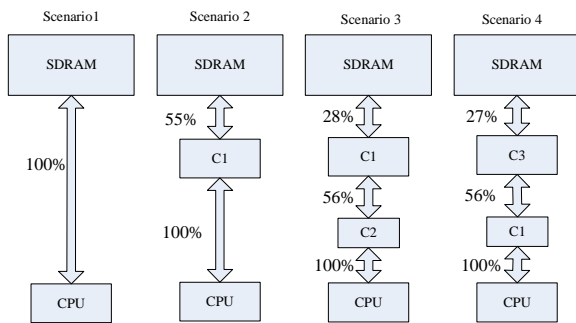 Scenario1
SDRAM
100%
CPU
Scenario 2
SDRAM
55%
C1
100%
CPU
Scenario 3
SDRAM
28%
C1
56%
C2
100%
CPU
Scenario 4
SDRAM
27%
C3
56%
C1
100%
CPU